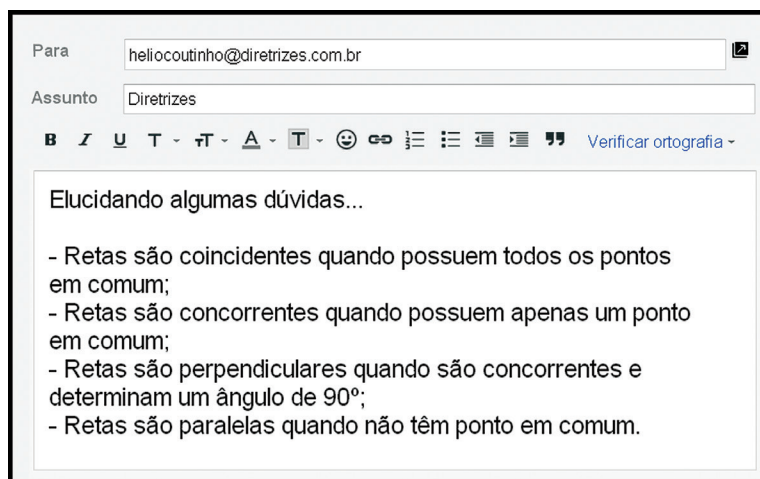 Para heliocoutinho@diretrizes.com.br
Assunto Diretrizes
B I U T TT A T Verificar ortografia
Elucidando algumas dúvidas...
- Retas são coincidentes quando possuem todos os pontos
em comum;
- Retas são concorrentes quando possuem apenas um ponto
em comum;
- Retas são perpendiculares quando são concorrentes e
determinam um ângulo de 90º;
- Retas são paralelas quando não têm ponto em comum.